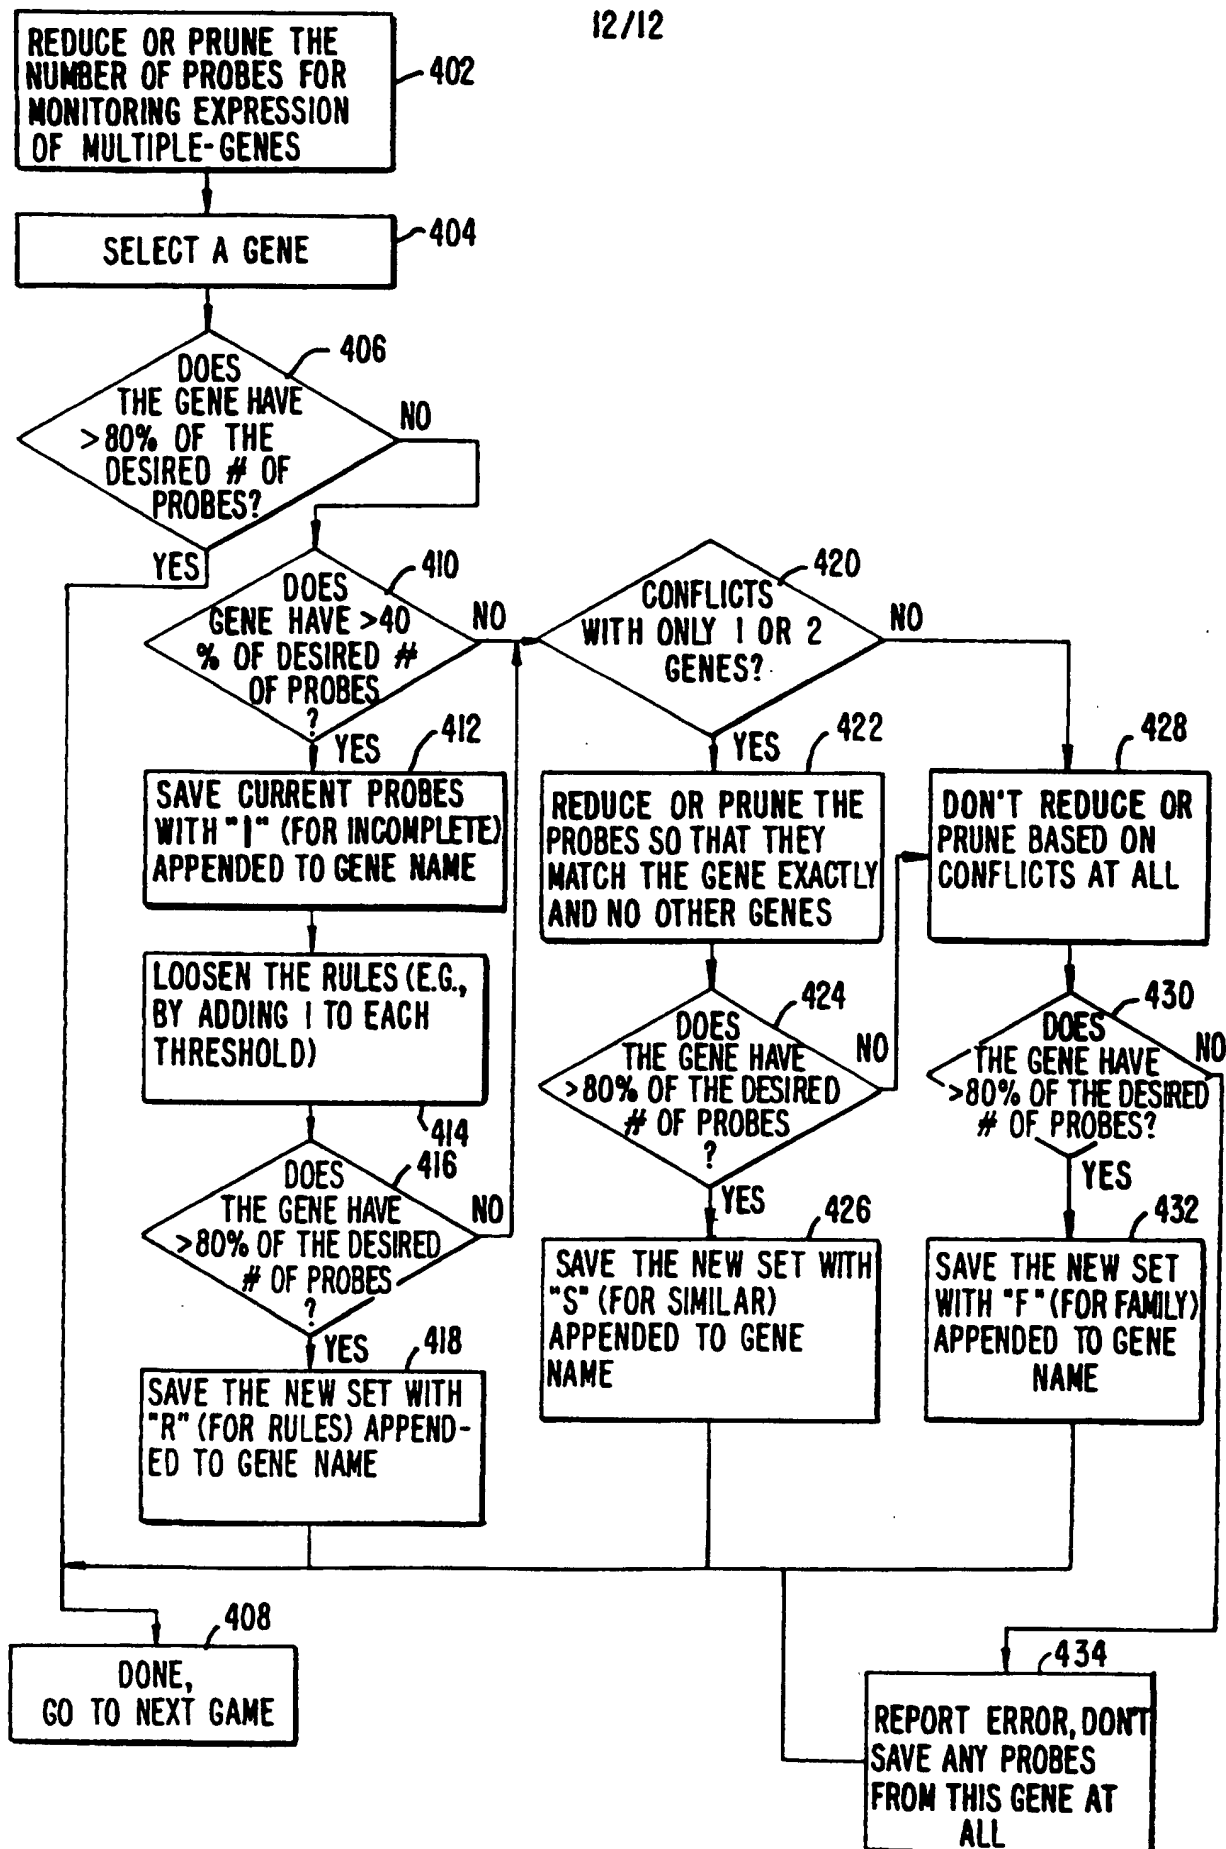 12/12
REDUCE OR PRUNE THE
NUMBER OF PROBES FOR
MONITORING EXPRESSION
OF MULTIPLE-GENES
402
SELECT A GENE
404
DOES
THE GENE HAVE
>80% OF THE
DESIRED # OF
PROBES?
406
NO
YES
DOES
GENE HAVE >40
% OF DESIRED #
OF PROBES
?
410
NO
YES
SAVE CURRENT PROBES
WITH "I" (FOR INCOMPLETE)
APPENDED TO GENE NAME
412
LOOSEN THE RULES (E.G.,
BY ADDING 1 TO EACH
THRESHOLD)
414
DOES
THE GENE HAVE
>80% OF THE DESIRED
# OF PROBES
?
416
NO
YES
SAVE THE NEW SET WITH
"R" (FOR RULES) APPEND-
ED TO GENE NAME
418
CONFLICTS
WITH ONLY 1 OR 2
GENES?
420
NO
YES
REDUCE OR PRUNE THE
PROBES SO THAT THEY
MATCH THE GENE EXACTLY
AND NO OTHER GENES
422
DOES
THE GENE HAVE
>80% OF THE DESIRED
# OF PROBES
?
424
NO
YES
SAVE THE NEW SET WITH
"S" (FOR SIMILAR)
APPENDED TO GENE
NAME
426
DON'T REDUCE OR
PRUNE BASED ON
CONFLICTS AT ALL
428
DOES
THE GENE HAVE
>80% OF THE DESIRED
# OF PROBES?
430
NO
YES
SAVE THE NEW SET
WITH "F" (FOR FAMILY)
APPENDED TO GENE
NAME
432
DONE,
GO TO NEXT GAME
408
REPORT ERROR, DON'T
SAVE ANY PROBES
FROM THIS GENE AT
ALL
434